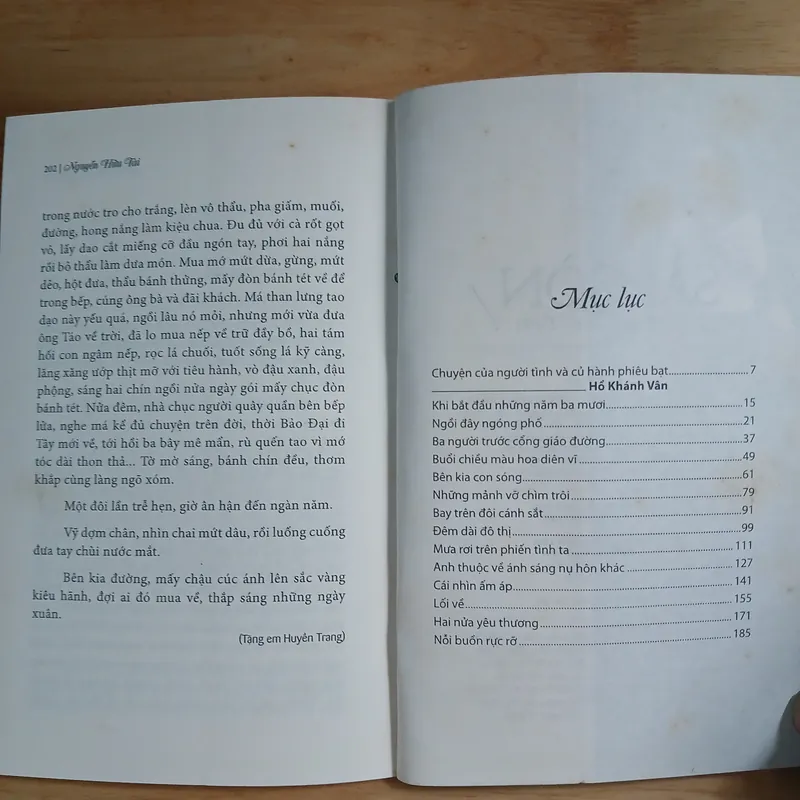 202 | Nguyễn Hữu Tài
trong nước tro cho trắng, lèn vô thẩu, pha giấm, muối,
đường, hong nắng làm kiệu chua. Đu đủ với cà rốt gọt
vỏ, lấy dao cắt miếng cỡ đầu ngón tay, phơi hai nắng
rồi bỏ thẩu làm dưa món. Mua mớ mứt dừa, gừng, mứt
dẻo, hột dưa, thẩu bánh thửng, mấy đòn bánh tét về để
trong bếp, cúng ông bà và đãi khách. Má than lưng tao
dạo này yếu quá, ngồi lâu nó mỏi, nhưng mới vừa đưa
ông Táo về trời, đã lo mua nếp về trữ đầy bồ, hai tám
hối con ngâm nếp, rọc lá chuối, tuốt sống lá kỹ càng,
lăng xăng ướp thịt mỡ với tiêu hành, vò đậu xanh, đậu
phộng, sáng hai chín ngồi nửa ngày gói mấy chục đòn
bánh tét. Nửa đêm, nhà chục người quây quần bên bếp
lửa, nghe má kể đủ chuyện trên đời, thời Bảo Đại đi
Tây mới về, tới hồi ba bây mê mẩn, rù quến tao vì mớ
tóc dài thon thả... Tờ mờ sáng, bánh chín đều, thơm
khắp cùng làng ngõ xóm.
Một đôi lần trễ hẹn, giờ ân hận đến ngàn năm.
Vỹ dợm chân, nhìn chai mứt dâu, rồi luống cuống
đưa tay chùi nước mắt.
Bên kia đường, mấy chậu cúc ánh lên sắc vàng
kiêu hãnh, đợi ai đó mua về, thắp sáng những ngày
xuân.
(Tặng em Huyền Trang)
Mục lục
Chuyện của người tình và củ hành phiêu bạt....................7
Hồ Khánh Vân
Khi bắt đầu những năm ba mươi.......................................15
Ngồi đây ngóng phố..........................................................21
Ba người trước cổng giáo đường.......................................37
Buổi chiều màu hoa diên vĩ...............................................49
Bên kia con sóng................................................................61
Những mảnh vỡ chìm trôi..................................................79
Bay trên đôi cánh sắt.........................................................91
Đêm dài đô thị...................................................................99
Mưa rơi trên phiến tình ta................................................111
Anh thuộc về ánh sáng nụ hôn khác.................................127
Cái nhìn ấm áp.................................................................141
Lối về................................................................................155
Hai nửa yêu thương..........................................................171
Nỗi buồn rực rỡ................................................................185